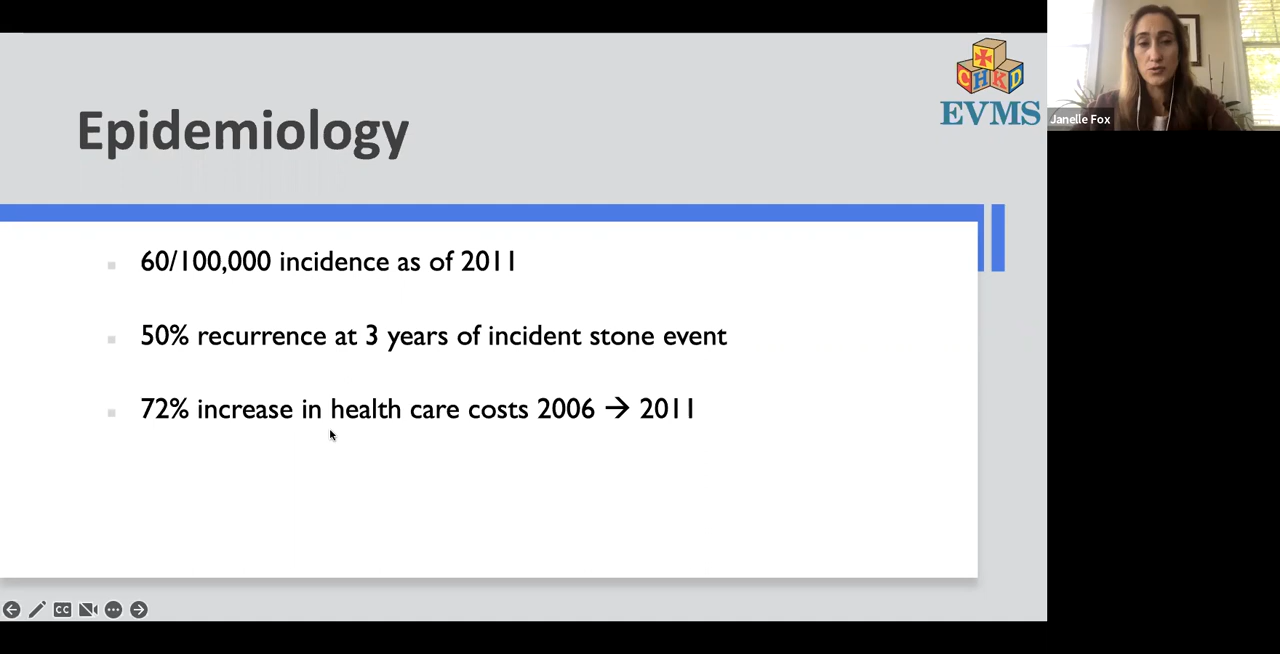 CHKD
EVMS
Janelle Fox
Epidemiology
60/100,000 incidence as of 2011
50% recurrence at 3 years of incident stone event
72% increase in health care costs 2006 → 2011
CC